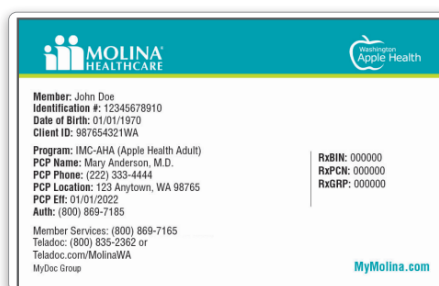 MOLINA®
HEALTHCARE
Washington
Apple Health
Member: John Doe
Identification #: 12345678910
Date of Birth: 01/01/1970
Client ID: 987654321WA
Program: IMC-AHA (Apple Health Adult)
PCP Name: Mary Anderson, M.D.
PCP Phone: (222) 333-4444
PCP Location: 123 Anytown, WA 98765
PCP Eff: 01/01/2022
Auth: (800) 869-7185
RxBIN: 000000
RxPCN: 000000
RxGRP: 000000
Member Services: (800) 869-7165
Teladoc: (800) 835-2362 or
Teladoc.com/MolinaWA
MyDoc Group
MyMolina.com